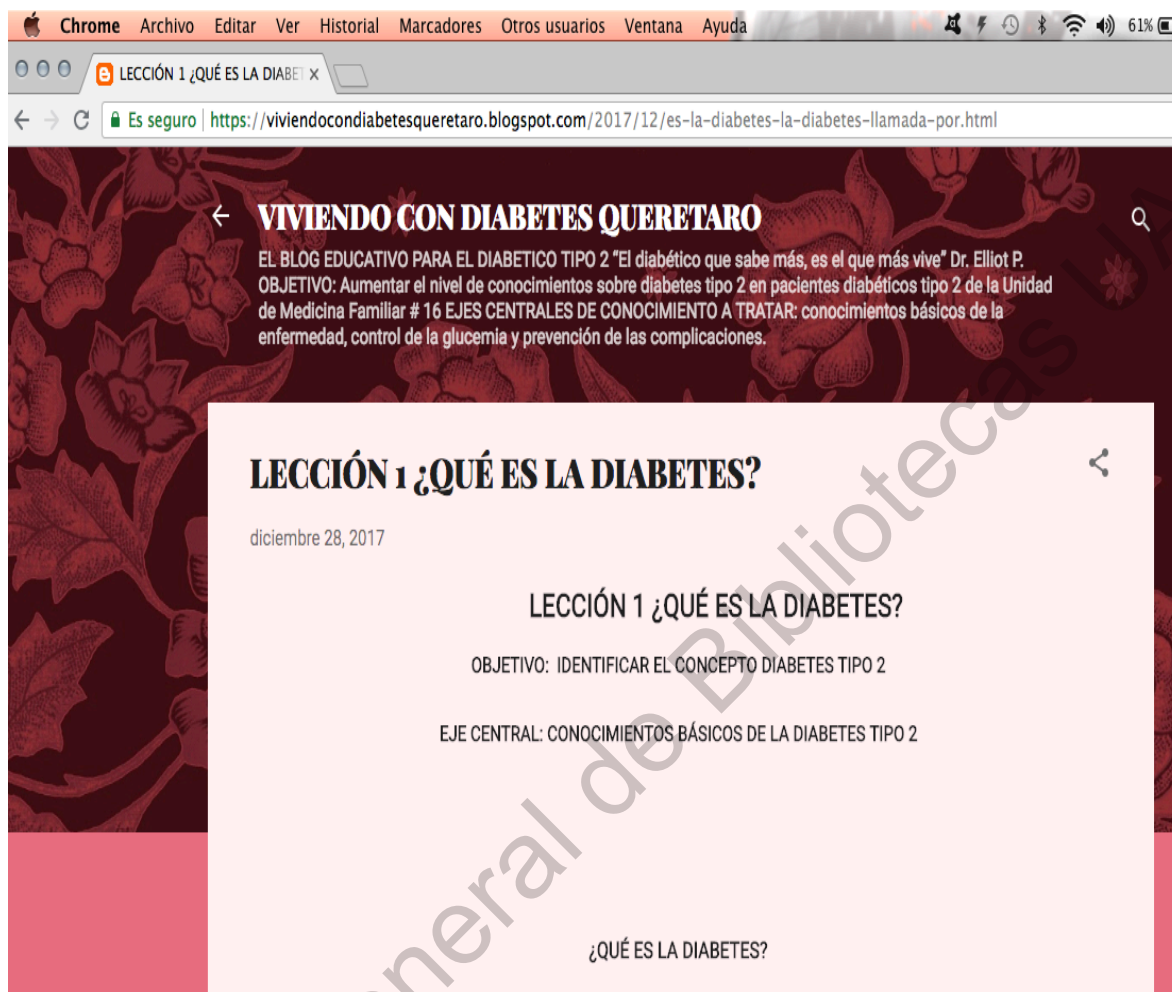 Chrome Archivo Editar Ver Historial Marcadores Otros usuarios Ventana Ayuda 61%
LECCIÓN 1 ¿QUÉ ES LA DIABET
Es seguro | https://viviendocondiabetesqueretaro.blogspot.com/2017/12/es-la-diabetes-la-diabetes-llamada-por.html
VIVIENDO CON DIABETES QUERETARO
EL BLOG EDUCATIVO PARA EL DIABETICO TIPO 2 "El diabético que sabe más, es el que más vive" Dr. Elliot P.
OBJETIVO: Aumentar el nivel de conocimientos sobre diabetes tipo 2 en pacientes diabéticos tipo 2 de la Unidad
de Medicina Familiar # 16 EJES CENTRALES DE CONOCIMIENTO A TRATAR: conocimientos básicos de la
enfermedad, control de la glucemia y prevención de las complicaciones.
LECCIÓN 1 ¿QUÉ ES LA DIABETES?
diciembre 28, 2017
LECCIÓN 1 ¿QUÉ ES LA DIABETES?
OBJETIVO: IDENTIFICAR EL CONCEPTO DIABETES TIPO 2
EJE CENTRAL: CONOCIMIENTOS BÁSICOS DE LA DIABETES TIPO 2
¿QUÉ ES LA DIABETES?
neral de Bibliotecas UA